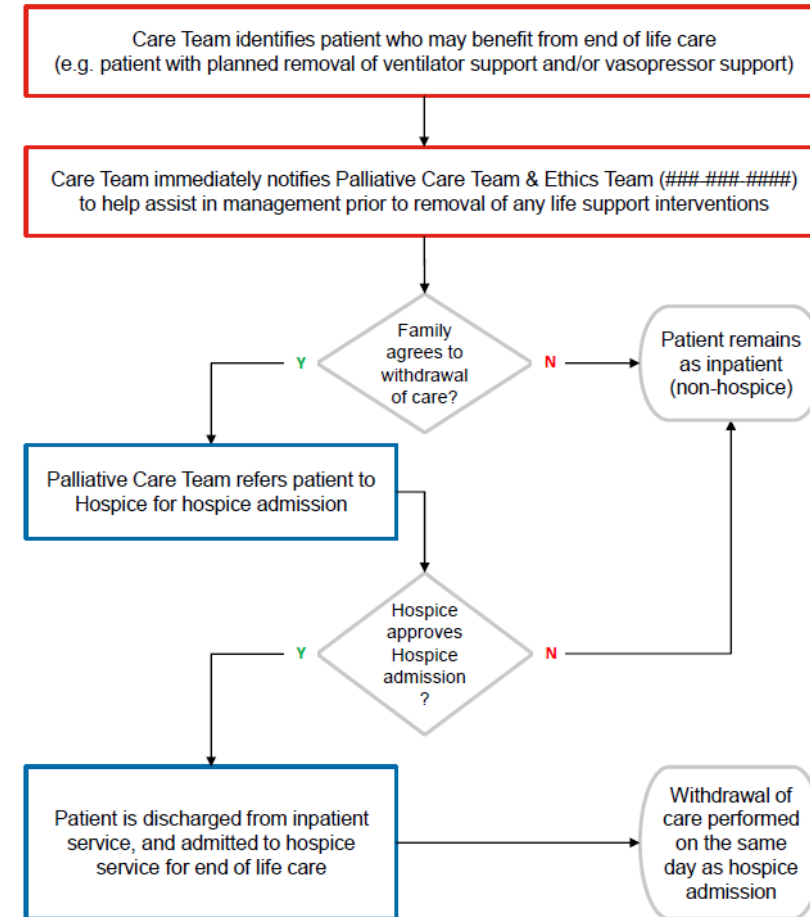 Care Team identifies patient who may benefit from end of life care
(e.g. patient with planned removal of ventilator support and/or vasopressor support)
Care Team immediately notifies Palliative Care Team & Ethics Team (###-###-####)
to help assist in management prior to removal of any life support interventions
Family
agrees to
withdrawal
of care?
Y
N
Patient remains
as inpatient
(non-hospice)
Palliative Care Team refers patient to
Hospice for hospice admission
Hospice
approves
Hospice
admission
?
Y
N
Patient is discharged from inpatient
service, and admitted to hospice
service for end of life care
Withdrawal of
care performed
on the same
day as hospice
admission